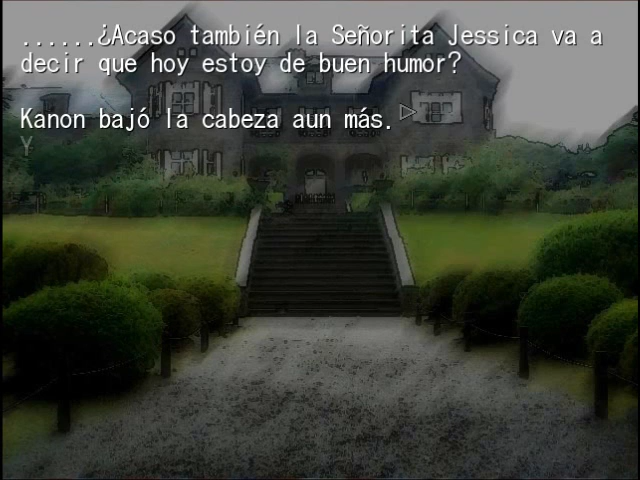 ......¿Acaso también la Señorita Jessica va a
decir que hoy estoy de buen humor?
Kanon bajó la cabeza aun más.
Y